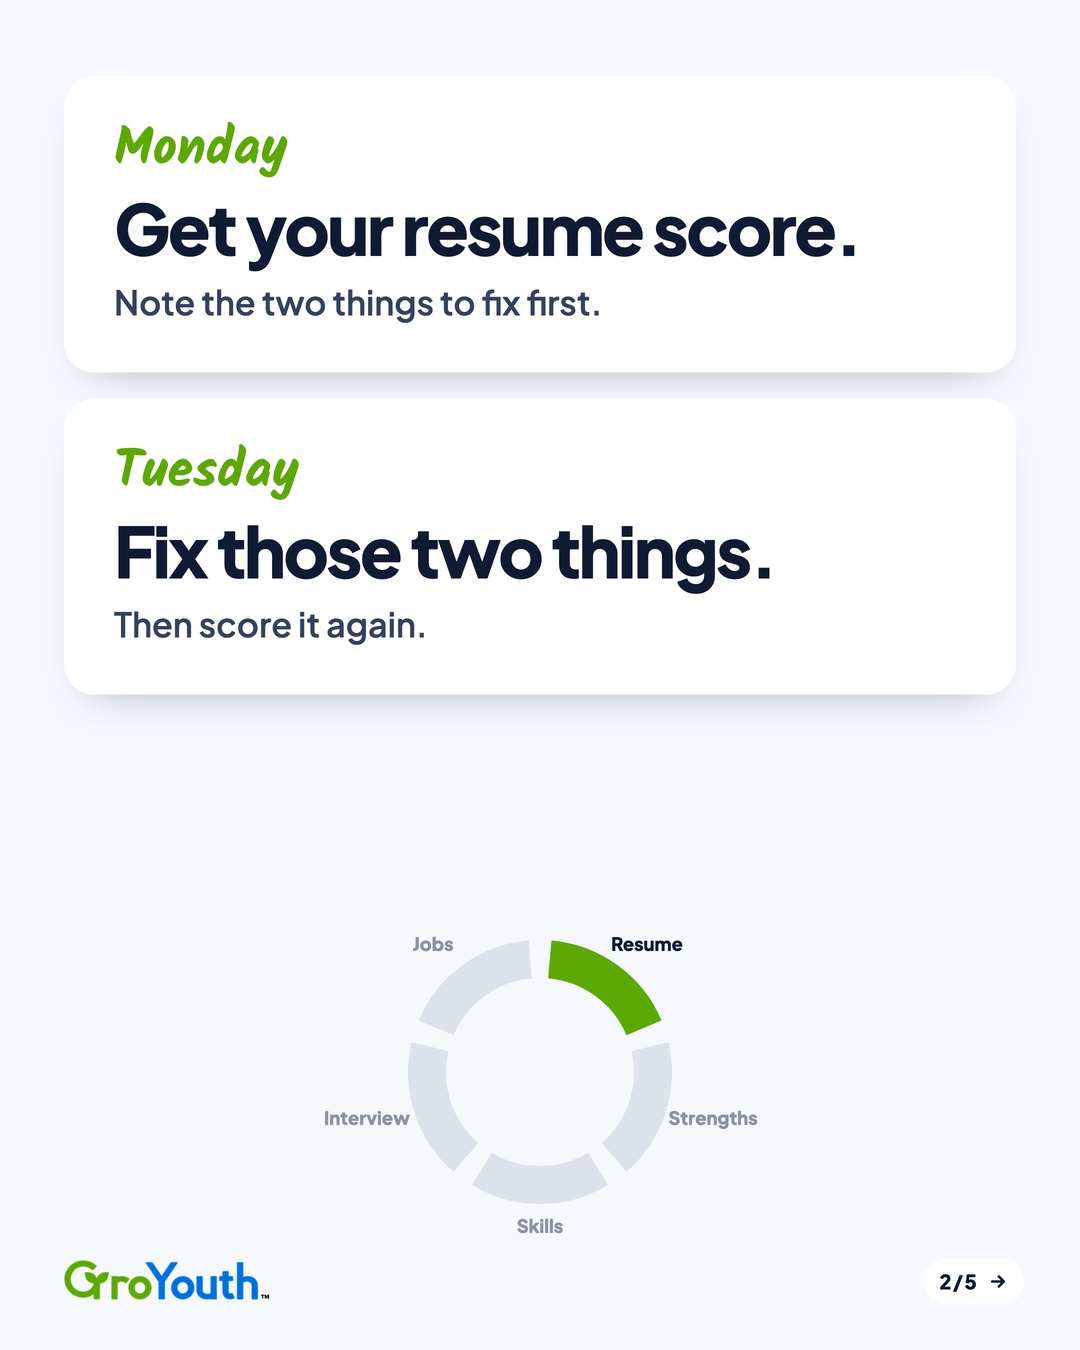 Monday
Get your resume score.
Note the two things to fix first.
Tuesday
Fix those two things.
Then score it again.
Jobs
Resume
Interview
Strengths
Skills
GroYouth™
2/5 →